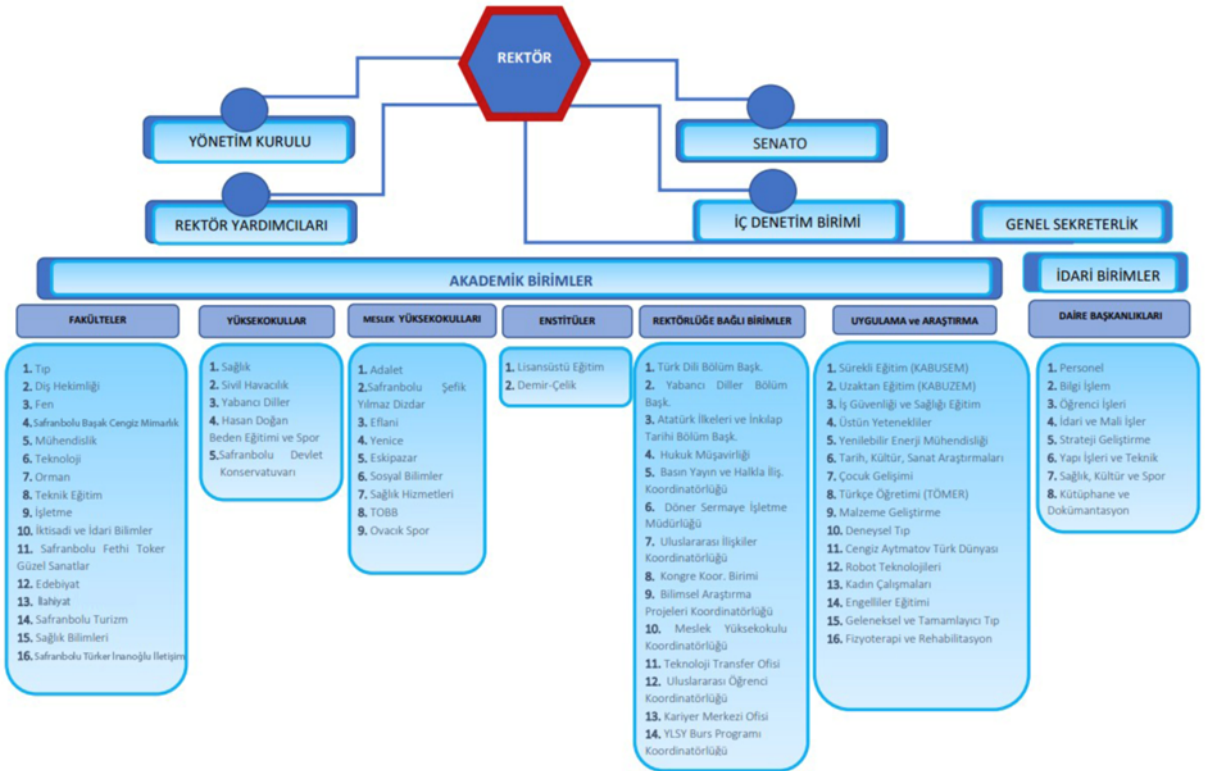 REKTÖR
YÖNETİM KURULU
SENATO
REKTÖR YARDIMCILARI
İÇ DENETİM BİRİMİ
GENEL SEKRETERLİK
AKADEMİK BİRİMLER
İDARİ BİRİMLER
FAKÜLTELER
1. Tıp
2. Diş Hekimliği
3. Fen
4.Safranbolu Başak Cengiz Mimarlık
5. Mühendislik
6. Teknoloji
7. Orman
8. Teknik Eğitim
9. İşletme
10. İktisadi ve İdari Bilimler
11. Safranbolu Fethi Toker
Güzel Sanatlar
12. Edebiyat
13. İlahiyat
14. Safranbolu Turizm
15. Sağlık Bilimleri
16. Safranbolu Türker İnanoğlu İletişim
YÜKSEKOKULLAR
1. Sağlık
2. Sivil Havacılık
3. Yabancı Diller
4. Hasan Doğan
Beden Eğitimi ve Spor
5.Safranbolu Devlet
Konservatuvarı
MESLEK YÜKSEKOKULLARI
1. Adalet
2.Safranbolu Şefik
Yılmaz Dizdar
3. Eflani
4. Yenice
5. Eskipazar
6. Sosyal Bilimler
7. Sağlık Hizmetleri
8. TOBB
9. Ovacık Spor
ENSTİTÜLER
1. Lisansüstü Eğitim
2. Demir-Çelik
REKTÖRLÜĞE BAĞLI BİRİMLER
1. Türk Dili Bölüm Başk.
2. Yabancı Diller Bölüm
Başk.
3. Atatürk İlkeleri ve İnkılap
Tarihi Bölüm Başk.
4. Hukuk Müşavirliği
5. Basın Yayın ve Halkla İliş.
Koordinatörlüğü
6. Döner Sermaye İşletme
Müdürlüğü
7. Uluslararası İlişkiler
Koordinatörlüğü
8. Kongre Koor. Birimi
9. Bilimsel Araştırma
Projeleri Koordinatörlüğü
10. Meslek Yüksekokulu
Koordinatörlüğü
11. Teknoloji Transfer Ofisi
12. Uluslararası Öğrenci
Koordinatörlüğü
13. Kariyer Merkezi Ofisi
14. YLSY Burs Programı
Koordinatörlüğü
UYGULAMA ve ARAŞTIRMA
1. Sürekli Eğitim (KABUSEM)
2. Uzaktan Eğitim (KABUZEM)
3. İş Güvenliği ve Sağlığı Eğitim
4. Üstün Yetenekliler
5. Yenilebilir Enerji Mühendisliği
6. Tarih, Kültür, Sanat Araştırmaları
7. Çocuk Gelişimi
8. Türkçe Öğretimi (TÖMER)
9. Malzeme Geliştirme
10. Deneysel Tıp
11. Cengiz Aytmatov Türk Dünyası
12. Robot Teknolojileri
13. Kadın Çalışmaları
14. Engelliler Eğitimi
15. Geleneksel ve Tamamlayıcı Tıp
16. Fizyoterapi ve Rehabilitasyon
DAİRE BAŞKANLIKLARI
1. Personel
2. Bilgi İşlem
3. Öğrenci İşleri
4. İdari ve Mali İşler
5. Strateji Geliştirme
6. Yapı İşleri ve Teknik
7. Sağlık, Kültür ve Spor
8. Kütüphane ve
Dokümantasyon